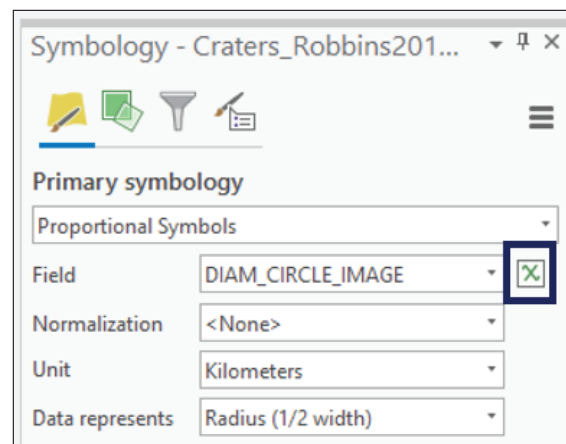 Symbology - Craters_Robbins201...
Primary symbology
Proportional Symbols
Field DIAM_CIRCLE_IMAGE
Normalization <None>
Unit Kilometers
Data represents Radius (1/2 width)